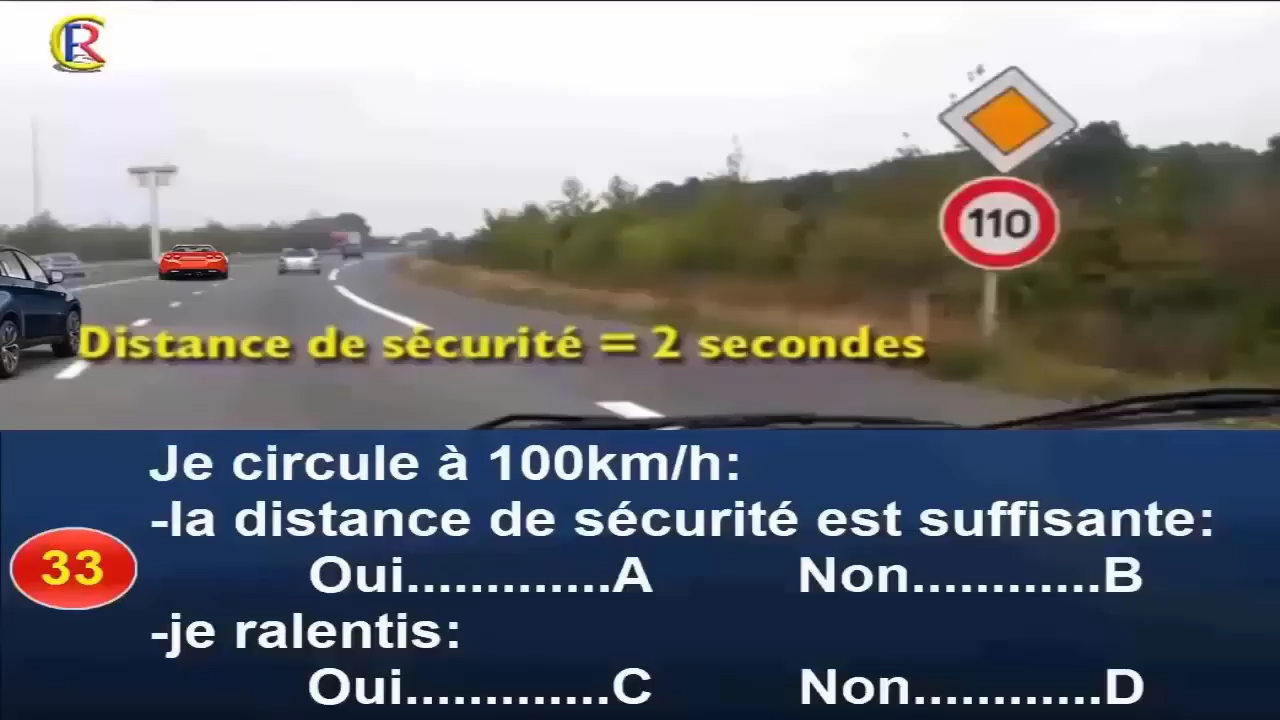 CFR
110
Distance de sécurité = 2 secondes
Je circule à 100km/h:
-la distance de sécurité est suffisante:
33
Oui.............A Non............B
-je ralentis:
Oui.............C Non............D